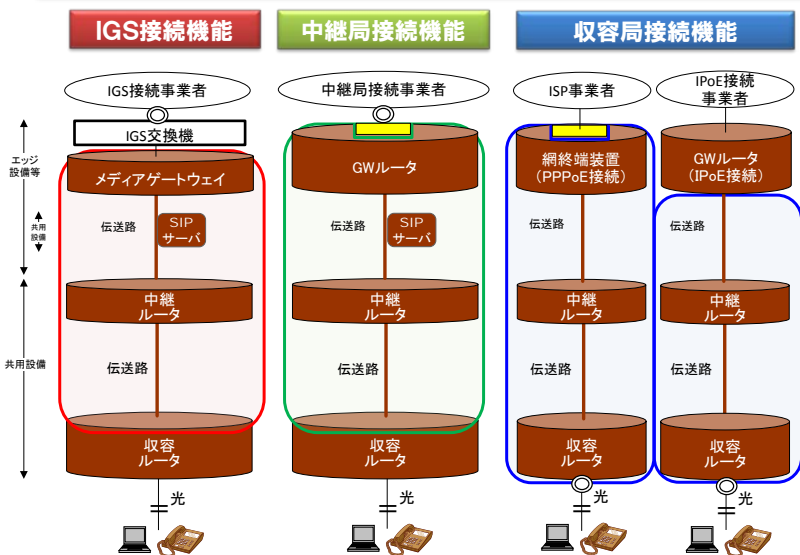 IGS接続機能
中継局接続機能
収容局接続機能
IGS接続事業者
中継局接続事業者
ISP事業者
IPoE接続
事業者
エッジ
設備等
共用
設備
共用設備
IGS交換機
メディアゲートウェイ
伝送路
SIP
サーバ
中継
ルータ
伝送路
収容
ルータ
光
GWルータ
伝送路
SIP
サーバ
中継
ルータ
伝送路
収容
ルータ
光
網終端装置
(PPPoE接続)
伝送路
中継
ルータ
伝送路
収容
ルータ
光
GWルータ
(IPoE接続)
伝送路
中継
ルータ
伝送路
収容
ルータ
光